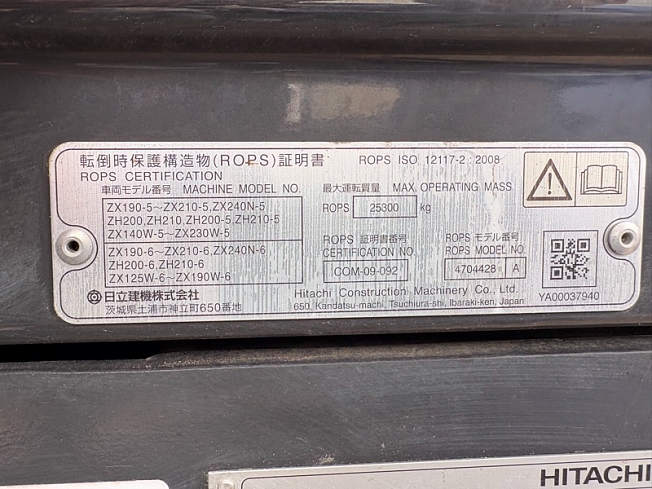 転倒時保護構造物(ROPS)証明書
ROPS CERTIFICATION
ROPS ISO 12117-2 : 2008
車両モデル番号 MACHINE MODEL NO.
ZX190-5~ZX210-5,ZX240N-5
ZH200,ZH210,ZH200-5,ZH210-5
ZX140W-5~ZX230W-5
ZX190-6~ZX210-6,ZX240N-6
ZH200-6,ZH210-6
ZX125W-6~ZX190W-6
最大運転質量 MAX. OPERATING MASS
ROPS 25300 kg
ROPS 証明書番号
CERTIFICATION NO.
COM-09-092
ROPS モデル番号
ROPS MODEL NO.
4704428 A
YA00037940
日立建機株式会社
茨城県土浦市神立町650番地
Hitachi Construction Machinery Co., Ltd.
650, Kandatsu-machi, Tsuchiura-shi, Ibaraki-ken, Japan
HITACHI